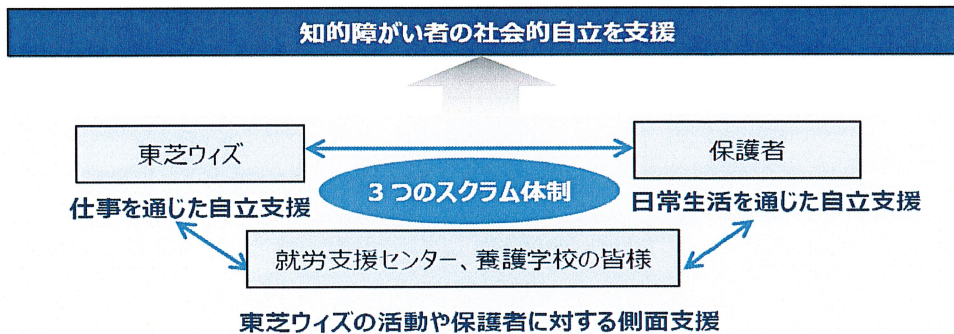 知的障がい者の社会的自立を支援
東芝ウィズ
保護者
3つのスクラム体制
仕事を通じた自立支援
日常生活を通じた自立支援
就労支援センター、養護学校の皆様
東芝ウィズの活動や保護者に対する側面支援